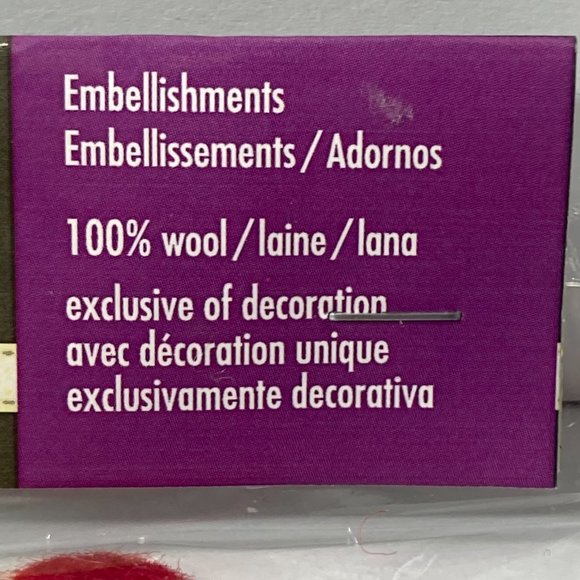 Embellishments
Embellissements / Adornos
100% wool / laine / lana
exclusive of decoration
avec décoration unique
exclusivamente decorativa